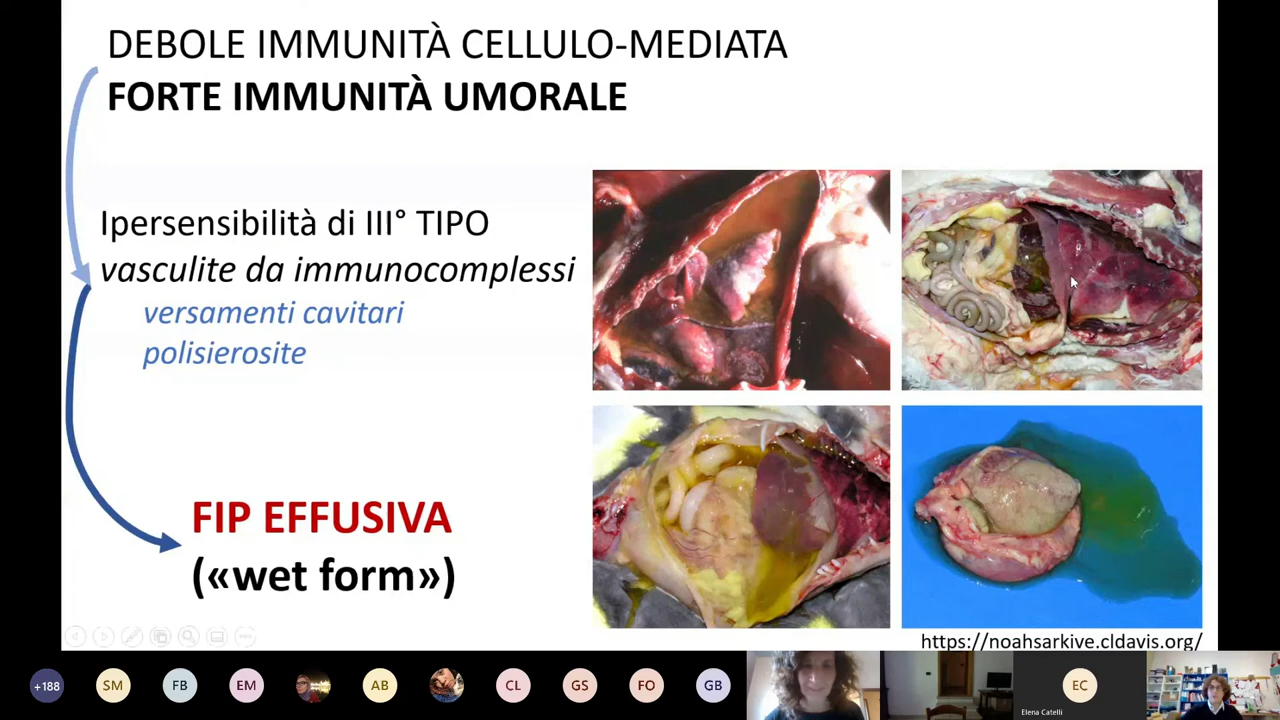 DEBOLE IMMUNITÀ CELLULO-MEDIATA
FORTE IMMUNITÀ UMORALE
Ipersensibilità di III° TIPO
vasculite da immunocomplessi
versamenti cavitari
polisierosite
FIP EFFUSIVA
(«wet form»)
https://noahsarkive.cldavis.org/
+188
SM
FB
EM
AB
CL
GS
FO
GB
EC
Elena Catelli